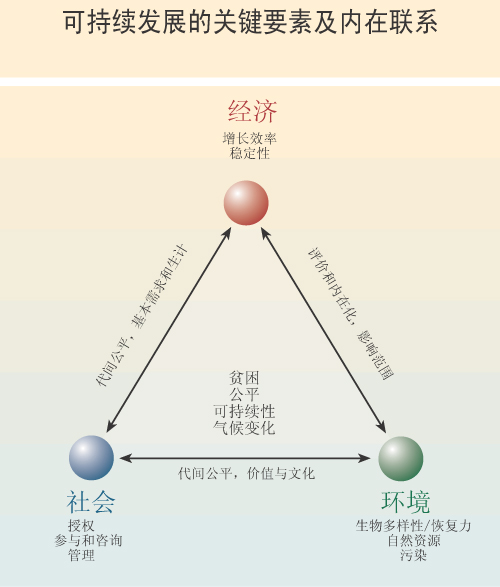 可持续发展的关键要素及内在联系
经济
增长效率
稳定性
代间公平，基本需求和生计
评价和内在化，影响范围
贫困
公平
可持续性
气候变化
代间公平，价值与文化
社会
授权
参与和咨询
管理
环境
生物多样性/恢复力
自然资源
污染